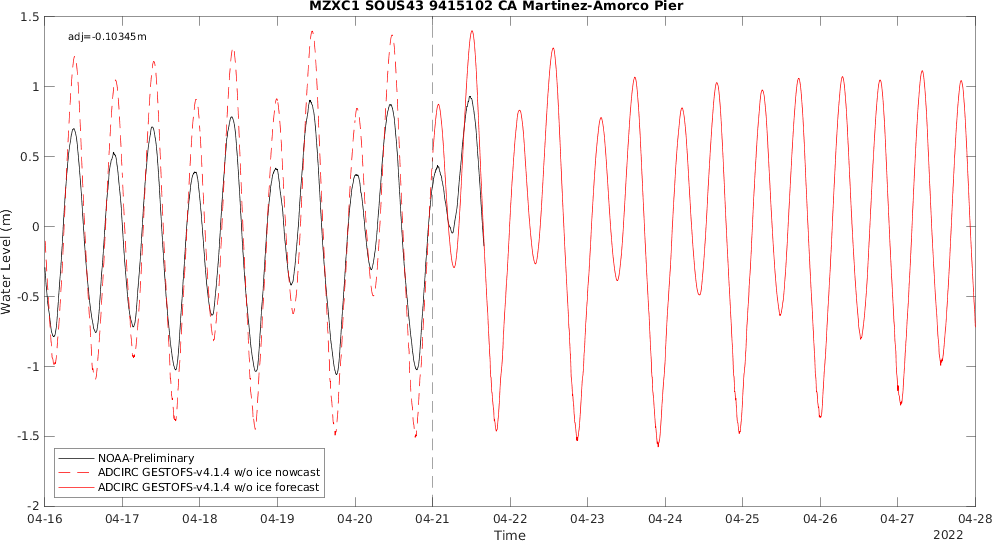 MZXC1 SOUS43 9415102 CA Martinez-Amorco Pier
adj=-0.10345m
1.5
1
0.5
0
-0.5
-1
-1.5
-2
Water Level (m)
NOAA-Preliminary
ADCIRC GESTOFS-v4.1.4 w/o ice nowcast
ADCIRC GESTOFS-v4.1.4 w/o ice forecast
04-16 04-17 04-18 04-19 04-20 04-21 04-22 04-23 04-24 04-25 04-26 04-27 04-28
Time
2022